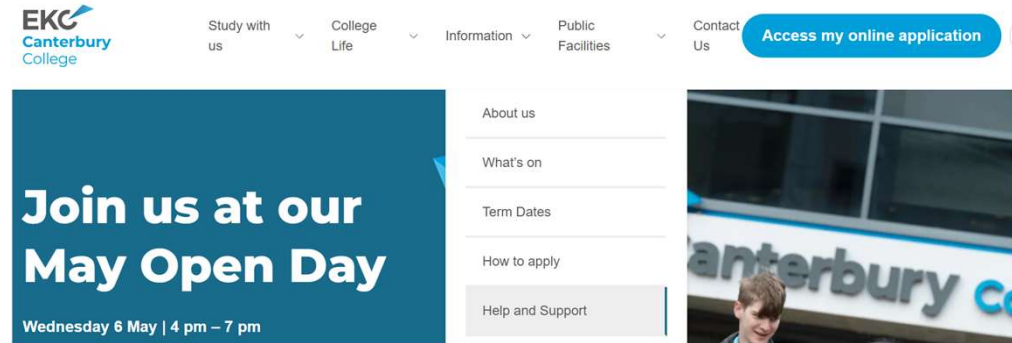 EKC
Canterbury
College
Study with
us
College
Life
Information
Public
Facilities
Contact
Us
Access my online application
About us
What's on
Term Dates
How to apply
Help and Support
Join us at our
May Open Day
Wednesday 6 May | 4 pm – 7 pm
Canterbury Co